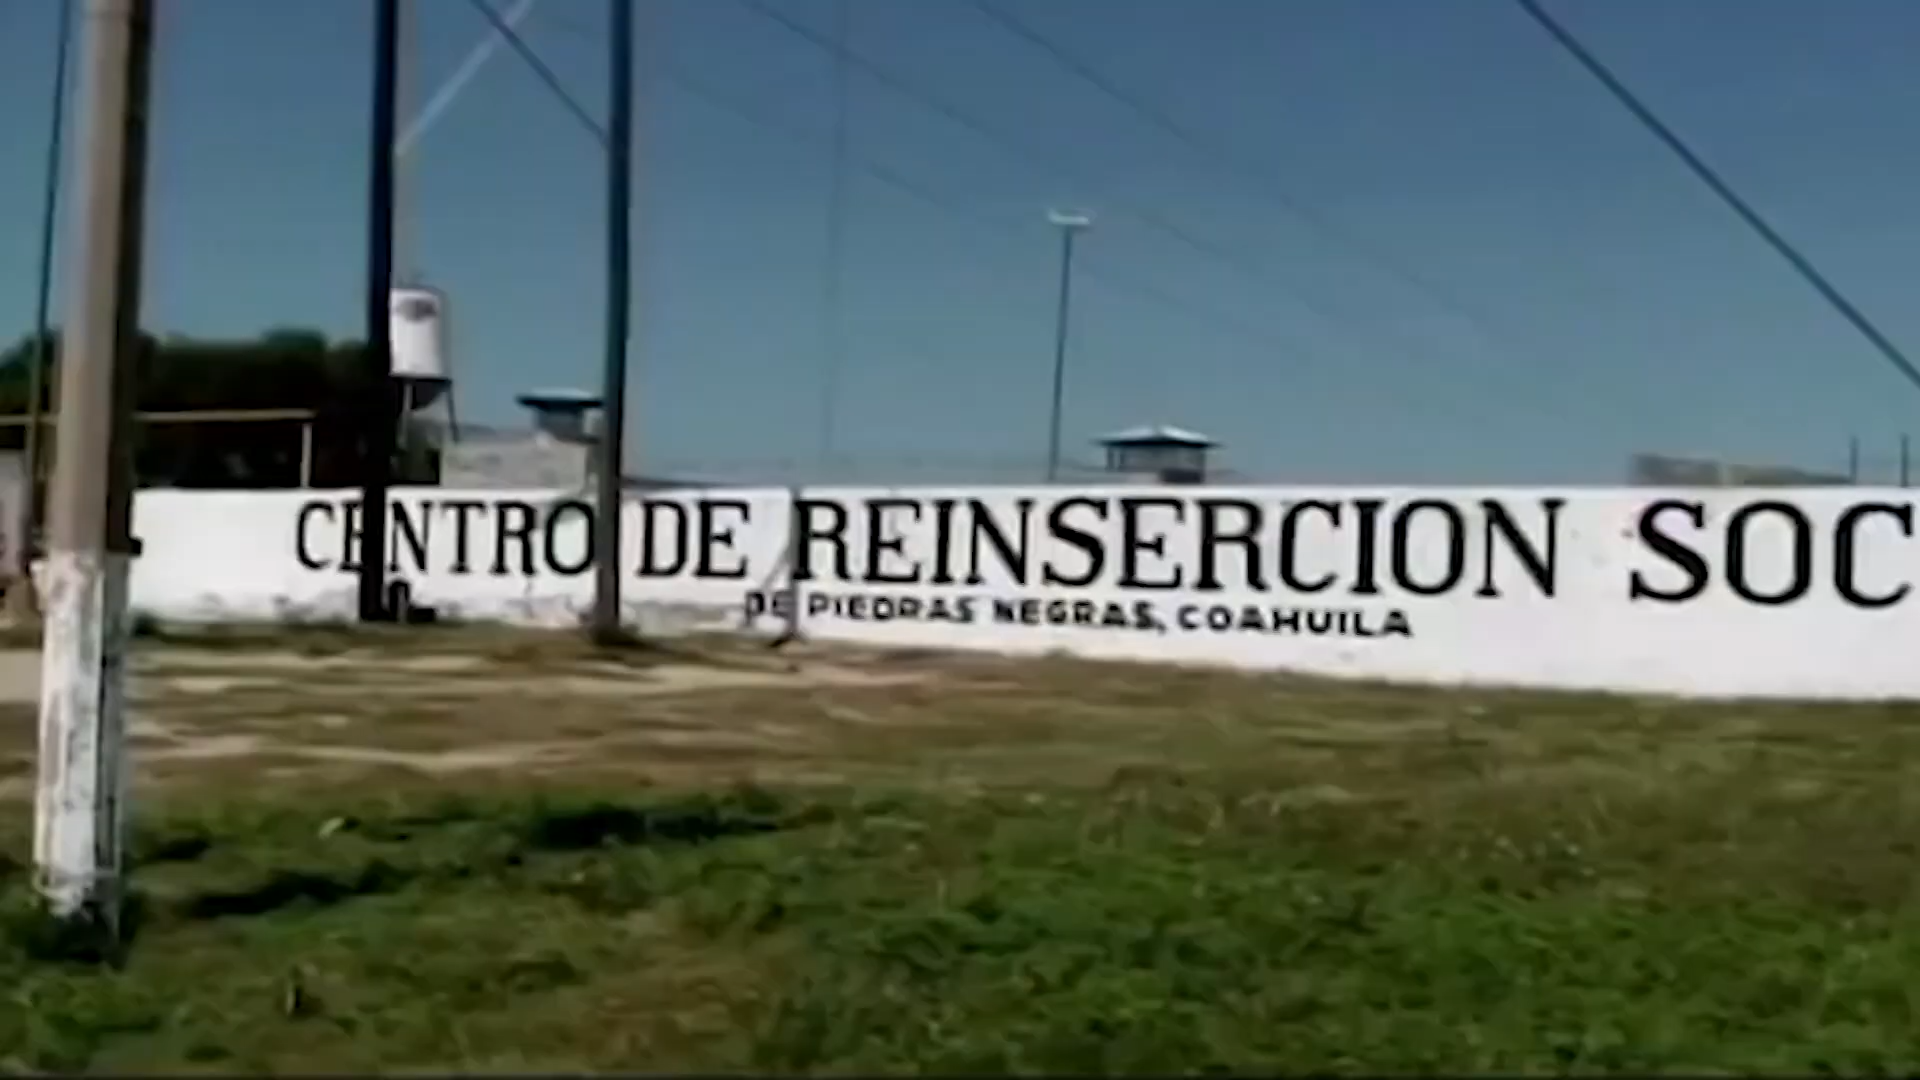 CENTRO DE REINSERCION SOC
DE PIEDRAS NEGRAS, COAHUILA